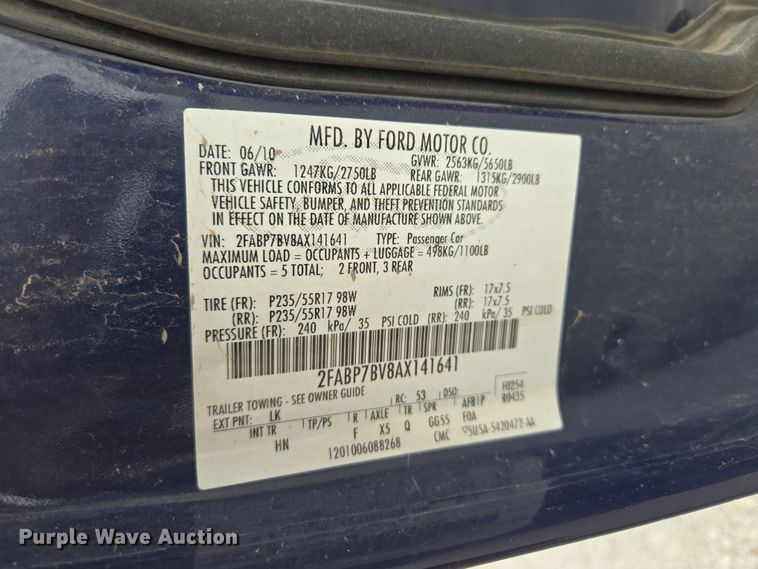 MFD. BY FORD MOTOR CO.
DATE: 06/10 GVWR: 2563KG/5650LB
FRONT GAWR: 1247KG/2750LB REAR GAWR: 1315KG/2900LB
THIS VEHICLE CONFORMS TO ALL APPLICABLE FEDERAL MOTOR
VEHICLE SAFETY, BUMPER, AND THEFT PREVENTION STANDARDS
IN EFFECT ON THE DATE OF MANUFACTURE SHOWN ABOVE.
VIN: 2FABP7BV8AX141641 TYPE: Passenger Car
MAXIMUM LOAD = OCCUPANTS + LUGGAGE = 498KG/1100LB
OCCUPANTS = 5 TOTAL; 2 FRONT, 3 REAR
TIRE (FR): P235/55R17 98W RIMS (FR): 17x7.5
(RR): P235/55R17 98W (RR): 17x7.5
PRESSURE (FR): 240 kPa/ 35 PSI COLD (RR): 240 kPa/ 35 PSI COLD
2FABP7BV8AX141641
TRAILER TOWING - SEE OWNER GUIDE RC: 53 DSO: F0254
EXT PNT: LK AFB1P R0435
INT TR TP/PS R AXLE TR SPR
HN F X5 Q GG55 F0A
1201006088268 CMC 5U5A-5420472-AA
Purple Wave Auction